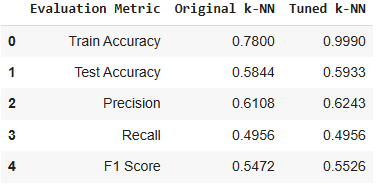 Evaluation Metric Original k-NN Tuned k-NN
0 Train Accuracy 0.7800 0.9990
1 Test Accuracy 0.5844 0.5933
2 Precision 0.6108 0.6243
3 Recall 0.4956 0.4956
4 F1 Score 0.5472 0.5526